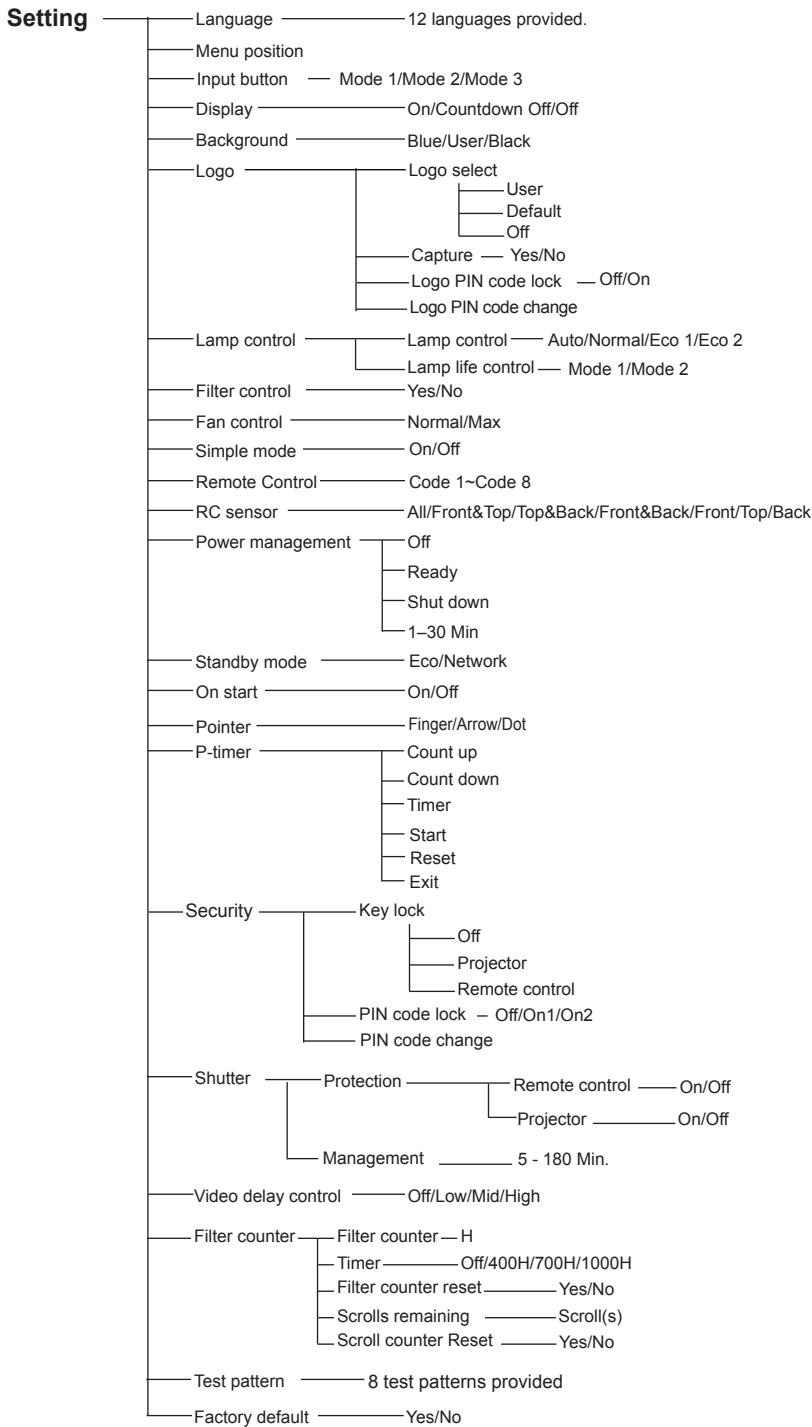 Setting Language 12 languages provided.
Menu position
Input button Mode 1/Mode 2/Mode 3
Display On/Countdown Off/Off
Background Blue/User/Black
Logo Logo select
User
Default
Off
Capture Yes/No
Logo PIN code lock Off/On
Logo PIN code change
Lamp control Lamp control Auto/Normal/Eco 1/Eco 2
Lamp life control Mode 1/Mode 2
Filter control Yes/No
Fan control Normal/Max
Simple mode On/Off
Remote Control Code 1~Code 8
RC sensor All/Front&Top/Top&Back/Front&Back/Front/Top/Back
Power management Off
Ready
Shut down
1–30 Min
Standby mode Eco/Network
On start On/Off
Pointer Finger/Arrow/Dot
P-timer Count up
Count down
Timer
Start
Reset
Exit
Security Key lock
Off
Projector
Remote control
PIN code lock Off/On1/On2
PIN code change
Shutter Protection Remote control On/Off
Projector On/Off
Management 5 - 180 Min.
Video delay control Off/Low/Mid/High
Filter counter Filter counter H
Timer Off/400H/700H/1000H
Filter counter reset Yes/No
Scrolls remaining Scroll(s)
Scroll counter Reset Yes/No
Test pattern 8 test patterns provided
Factory default Yes/No